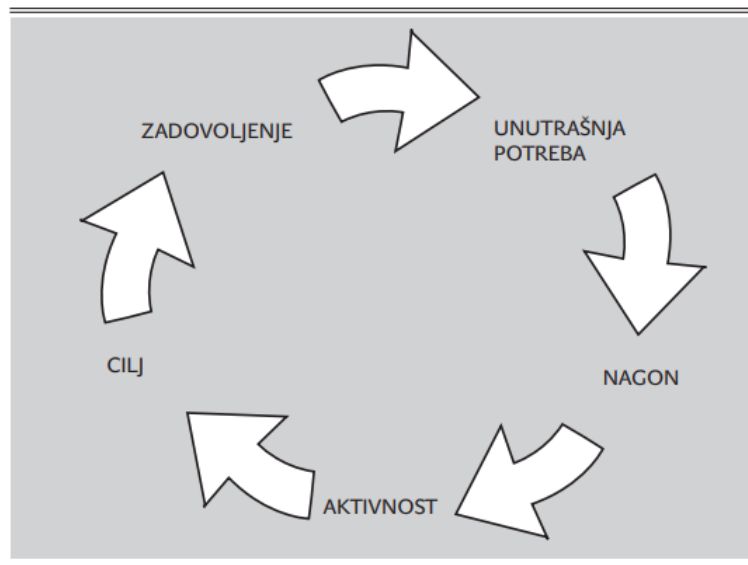 ZADOVOLJENJE
UNUTRAŠNJA
POTREBA
NAGON
AKTIVNOST
CILJ